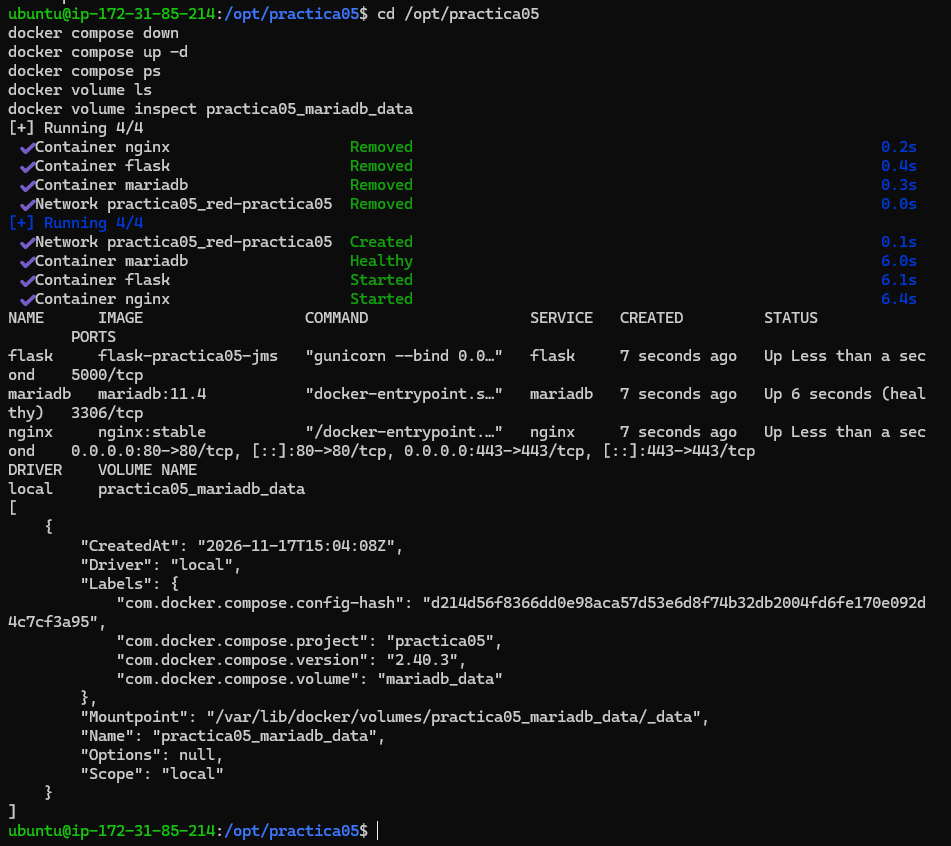 ubuntu@ip-172-31-85-214:/opt/practica05$ cd /opt/practica05
docker compose down
docker compose up -d
docker compose ps
docker volume ls
docker volume inspect practica05_mariadb_data
[+] Running 4/4
✔Container nginx                    Removed                                                    0.2s
✔Container flask                    Removed                                                    0.4s
✔Container mariadb                  Removed                                                    0.3s
✔Network practica05_red-practica05  Removed                                                    0.0s
[+] Running 4/4
✔Network practica05_red-practica05  Created                                                    0.1s
✔Container mariadb                  Healthy                                                    6.0s
✔Container flask                    Started                                                    6.1s
✔Container nginx                    Started                                                    6.4s
NAME      IMAGE                  COMMAND                  SERVICE   CREATED         STATUS
       PORTS
flask     flask-practica05-jms   "gunicorn --bind 0.0…"   flask     7 seconds ago   Up Less than a sec
ond    5000/tcp
mariadb   mariadb:11.4           "docker-entrypoint.s…"   mariadb   7 seconds ago   Up 6 seconds (heal
thy)   3306/tcp
nginx     nginx:stable           "/docker-entrypoint.…"   nginx     7 seconds ago   Up Less than a sec
ond    0.0.0.0:80->80/tcp, [::]:80->80/tcp, 0.0.0.0:443->443/tcp, [::]:443->443/tcp
DRIVER    VOLUME NAME
local     practica05_mariadb_data
[
    {
        "CreatedAt": "2026-11-17T15:04:08Z",
        "Driver": "local",
        "Labels": {
            "com.docker.compose.config-hash": "d214d56f8366dd0e98aca57d53e6d8f74b32db2004fd6fe170e092d
4c7cf3a95",
            "com.docker.compose.project": "practica05",
            "com.docker.compose.version": "2.40.3",
            "com.docker.compose.volume": "mariadb_data"
        },
        "Mountpoint": "/var/lib/docker/volumes/practica05_mariadb_data/_data",
        "Name": "practica05_mariadb_data",
        "Options": null,
        "Scope": "local"
    }
]
ubuntu@ip-172-31-85-214:/opt/practica05$